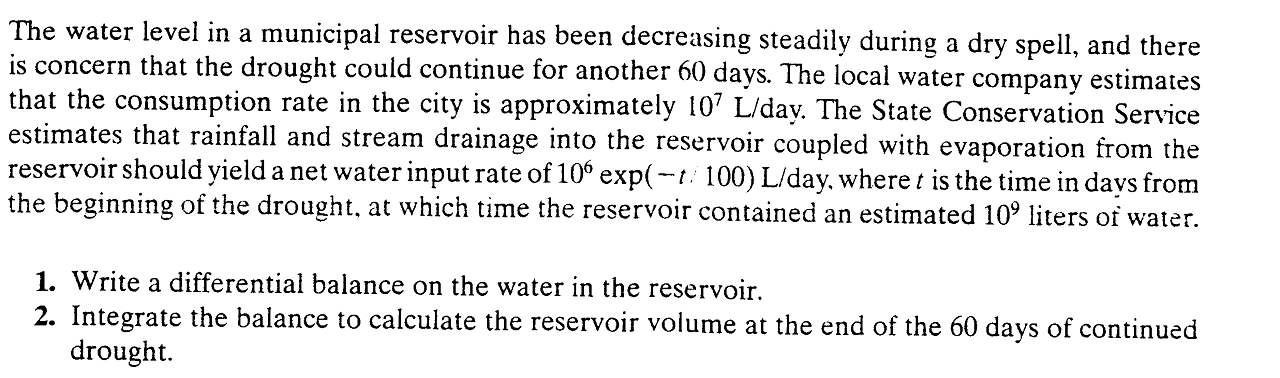 The water level in a municipal reservoir has been decreasing steadily during a dry spell, and there
is concern that the drought could continue for another 60 days. The local water company estimates
that the consumption rate in the city is approximately 10⁷ L/day. The State Conservation Service
estimates that rainfall and stream drainage into the reservoir coupled with evaporation from the
reservoir should yield a net water input rate of 10⁶ exp(−t/100) L/day, where t is the time in days from
the beginning of the drought, at which time the reservoir contained an estimated 10⁹ liters of water.
1. Write a differential balance on the water in the reservoir.
2. Integrate the balance to calculate the reservoir volume at the end of the 60 days of continued
drought.